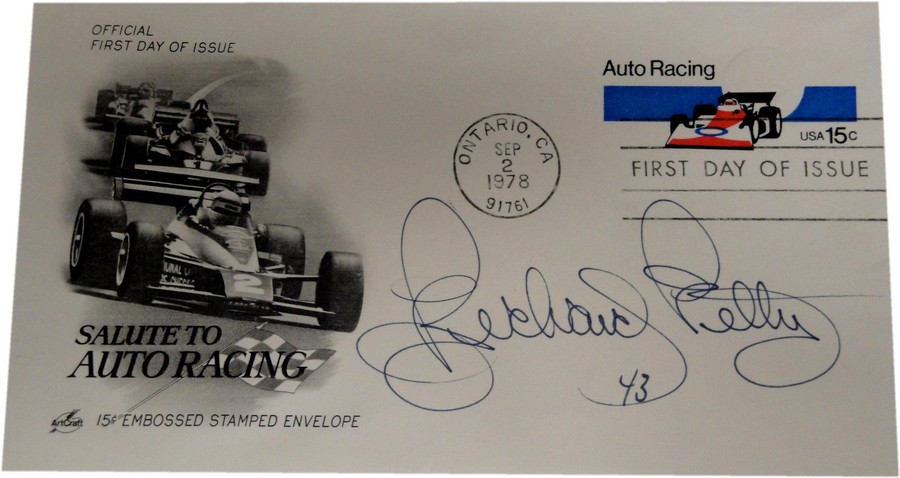 OFFICIAL
FIRST DAY OF ISSUE
Auto Racing
USA 15c
FIRST DAY OF ISSUE
ONTARIO, CA
SEP
2
1978
91761
2
Richard Petty
43
SALUTE TO
AUTO RACING
ArtCraft
15¢ EMBOSSED STAMPED ENVELOPE